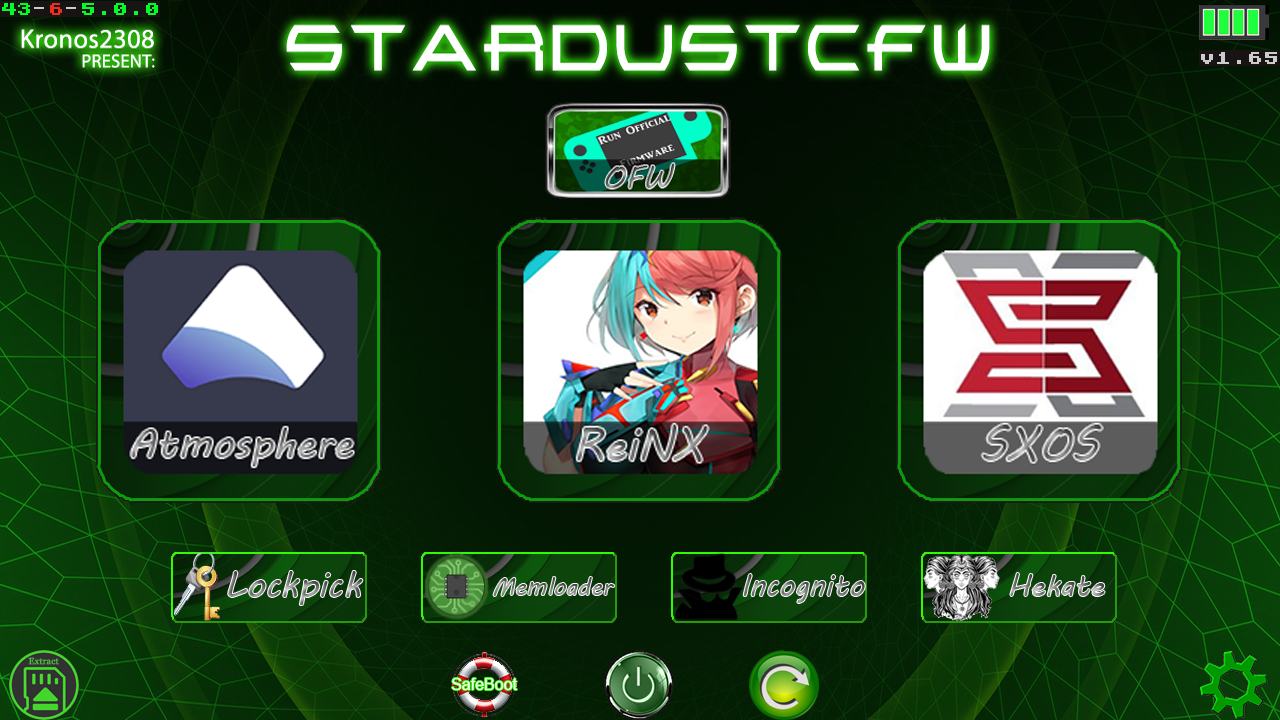 43-6-5.0.0
Kronos2308
PRESENT:
STARDUSTCFW
v1.65
Run Official
Firmware
OFW
Atmosphere
ReiNX
SXOS
Lockpick
Memloader
Incognito
Hekate
Extract
SafeBoot